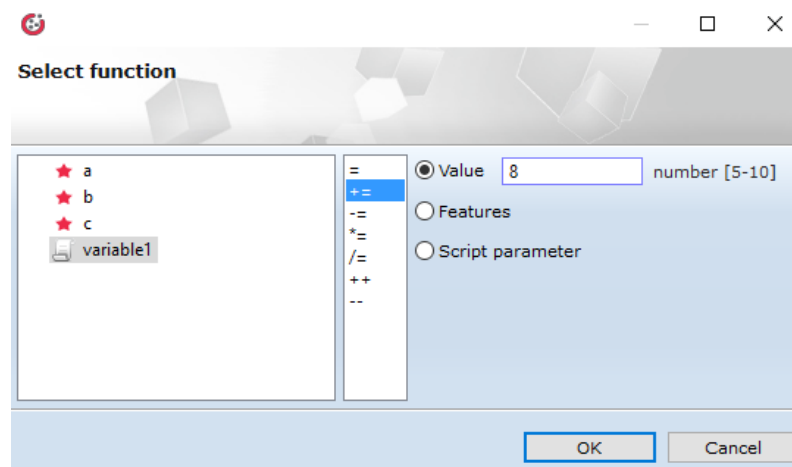 Select function
a
b
c
variable1
=
+=
-=
*=
/=
++
--
Value 8 number [5-10]
Features
Script parameter
OK Cancel